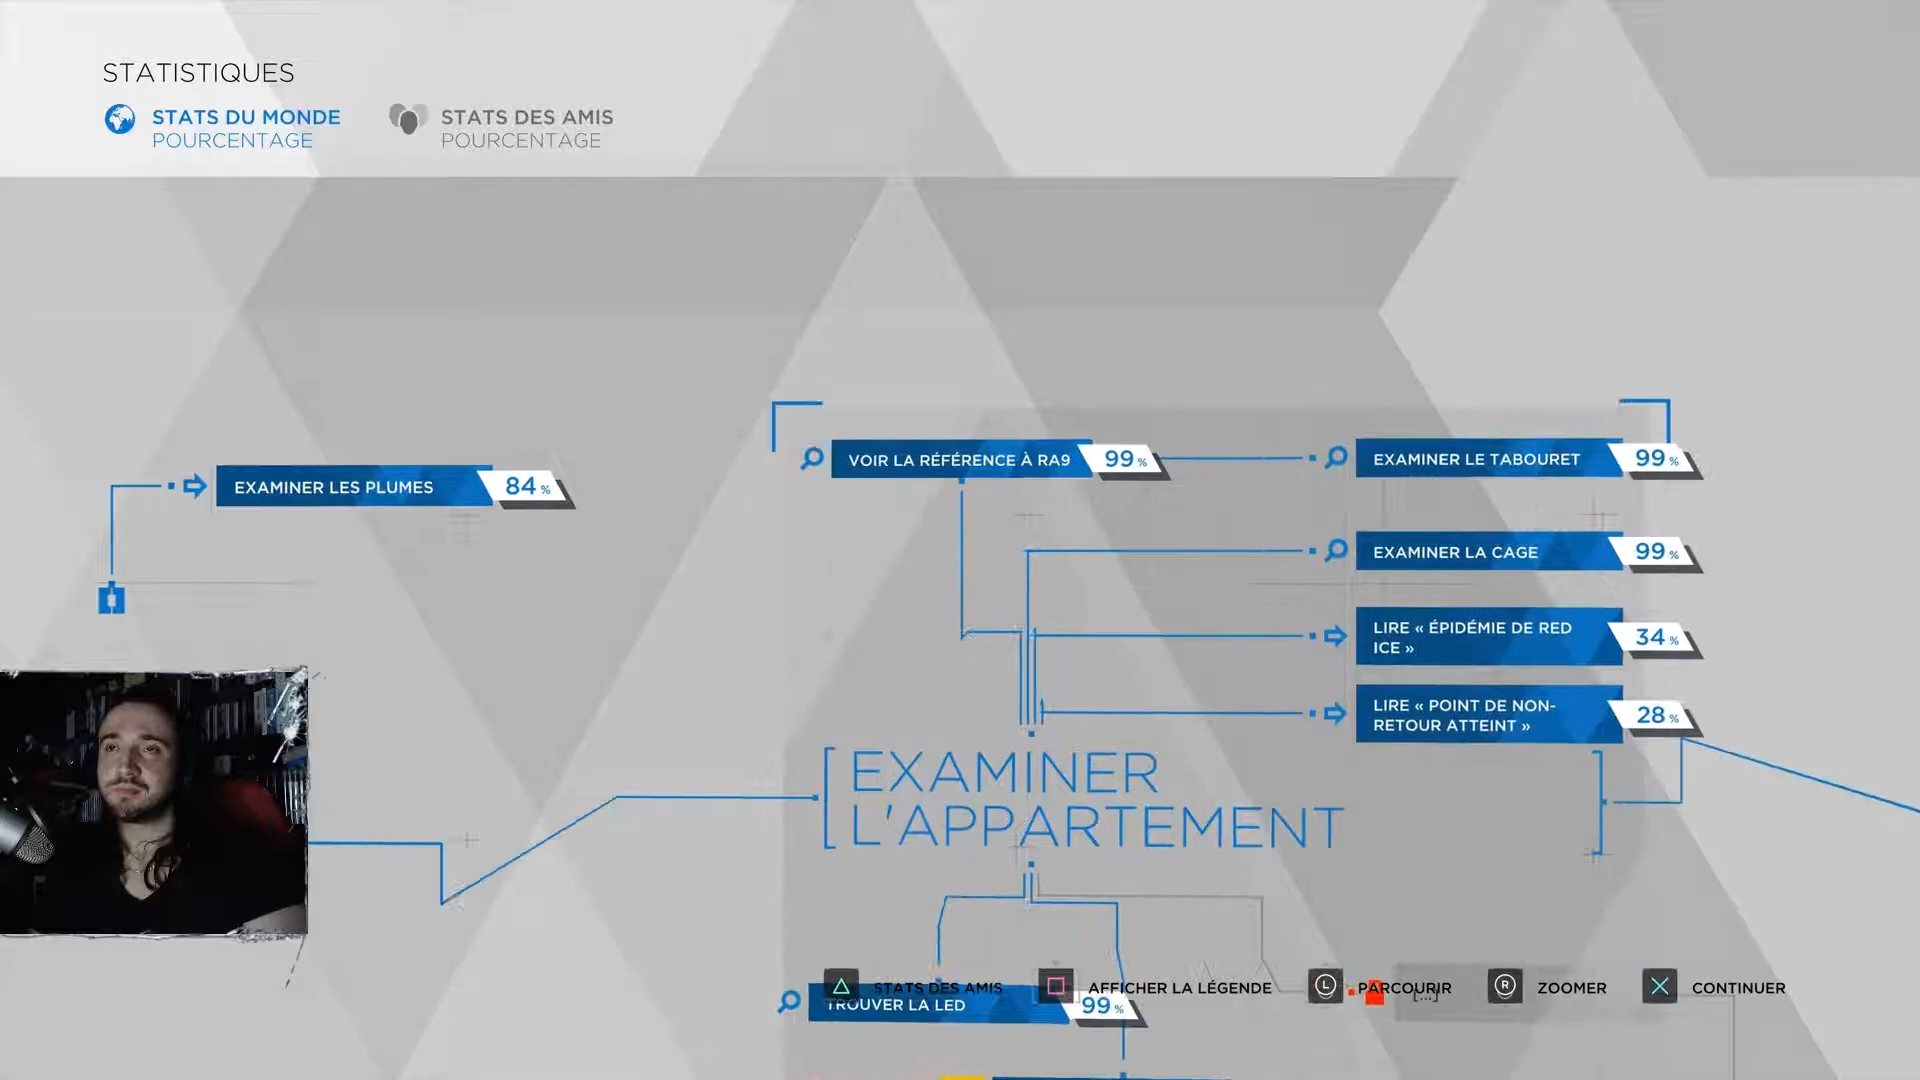 STATISTIQUES
STATS DU MONDE
POURCENTAGE
STATS DES AMIS
POURCENTAGE
VOIR LA RÉFÉRENCE À RA9
99 %
EXAMINER LE TABOURET
99 %
EXAMINER LES PLUMES
84 %
EXAMINER LA CAGE
99 %
LIRE « ÉPIDÉMIE DE RED
ICE »
34 %
LIRE « POINT DE NON-
RETOUR ATTEINT »
28 %
EXAMINER
L'APPARTEMENT
STATS DES AMIS
AFFICHER LA LÉGENDE
L
PARCOURIR
[...]
R
ZOOMER
CONTINUER
TROUVER LA LED
99 %